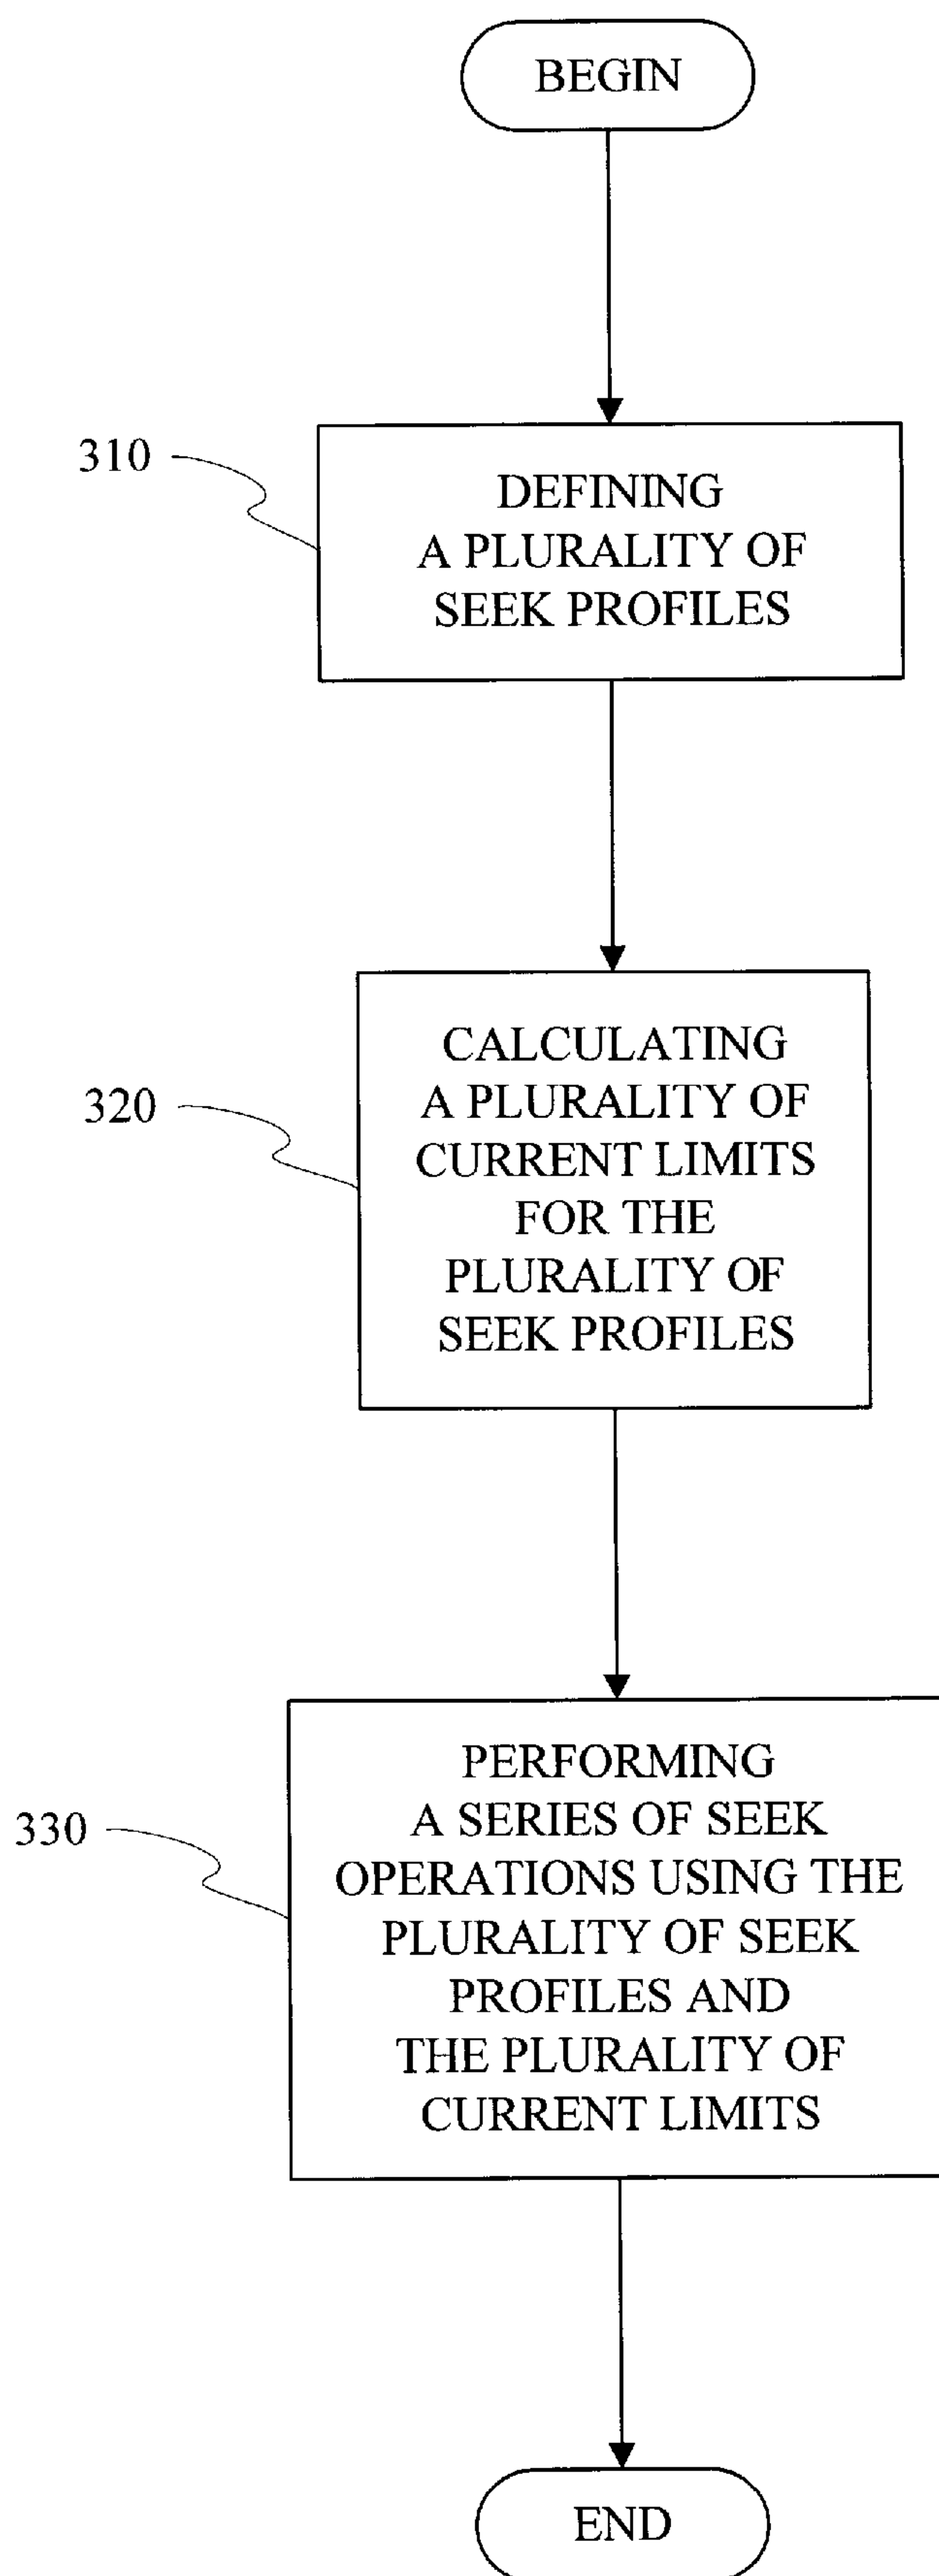 BEGIN
310
DEFINING
A PLURALITY OF
SEEK PROFILES
320
CALCULATING
A PLURALITY OF
CURRENT LIMITS
FOR THE
PLURALITY OF
SEEK PROFILES
330
PERFORMING
A SERIES OF SEEK
OPERATIONS USING THE
PLURALITY OF SEEK
PROFILES AND
THE PLURALITY OF
CURRENT LIMITS
END